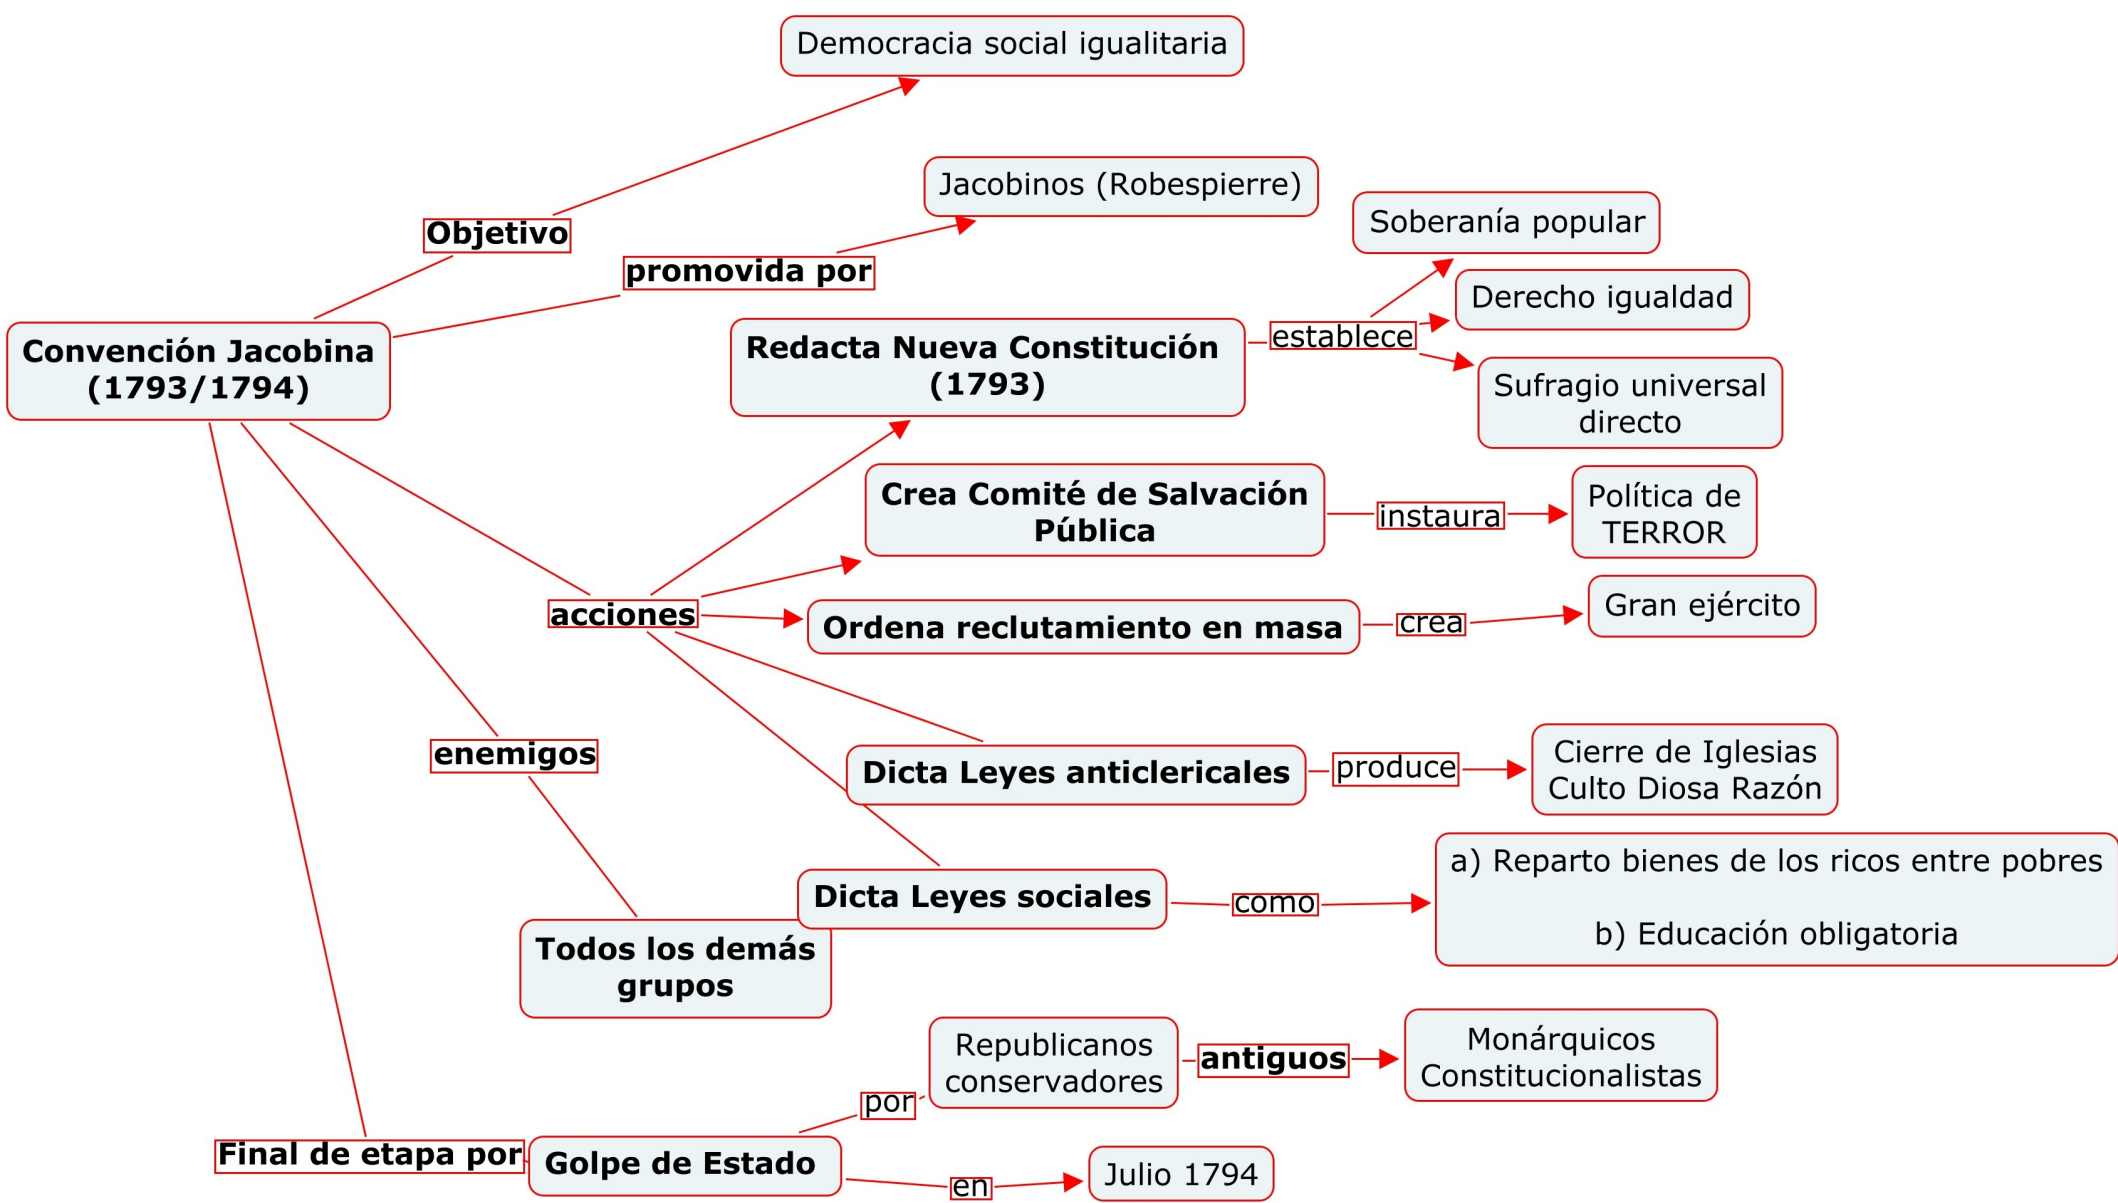 Democracia social igualitaria
Jacobinos (Robespierre)
Objetivo
promovida por
Convención Jacobina
(1793/1794)
Redacta Nueva Constitución
(1793)
establece
Soberanía popular
Derecho igualdad
Sufragio universal
directo
acciones
Crea Comité de Salvación
Pública
instaura
Política de
TERROR
Ordena reclutamiento en masa
crea
Gran ejército
Dicta Leyes anticlericales
produce
Cierre de Iglesias
Culto Diosa Razón
Dicta Leyes sociales
como
a) Reparto bienes de los ricos entre pobres
b) Educación obligatoria
enemigos
Todos los demás
grupos
Final de etapa por
Golpe de Estado
por
Republicanos
conservadores
antiguos
Monárquicos
Constitucionalistas
en
Julio 1794